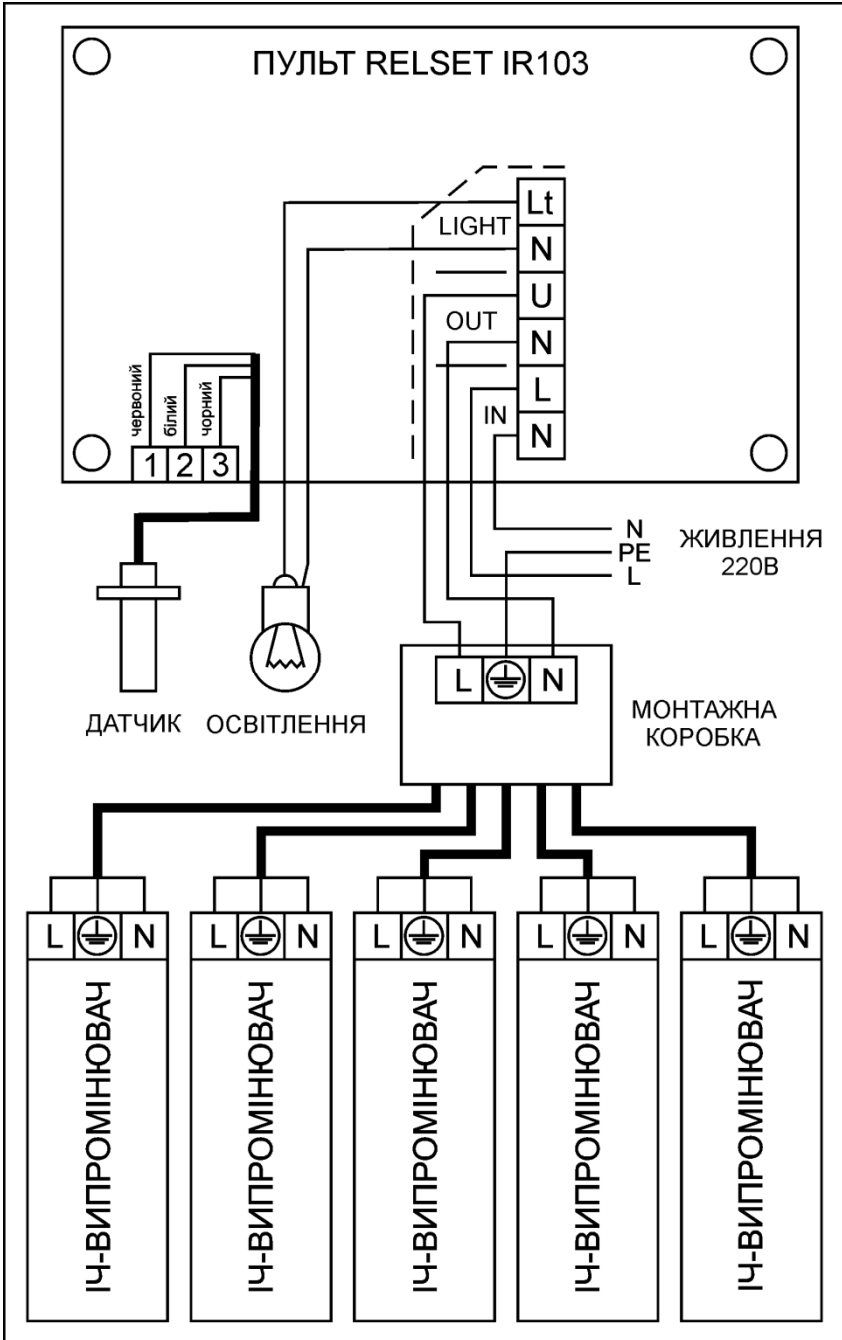 ПУЛЬТ RELSET IR103
Lt
LIGHT
N
U
OUT
N
L
IN
N
червоний
білий
чорний
1 2 3
N
PE
L
ЖИВЛЕННЯ
220В
L N
ДАТЧИК ОСВІТЛЕННЯ
МОНТАЖНА
КОРОБКА
L N L N L N L N L N
ІЧ-ВИПРОМІНЮВАЧ
ІЧ-ВИПРОМІНЮВАЧ
ІЧ-ВИПРОМІНЮВАЧ
ІЧ-ВИПРОМІНЮВАЧ
ІЧ-ВИПРОМІНЮВАЧ